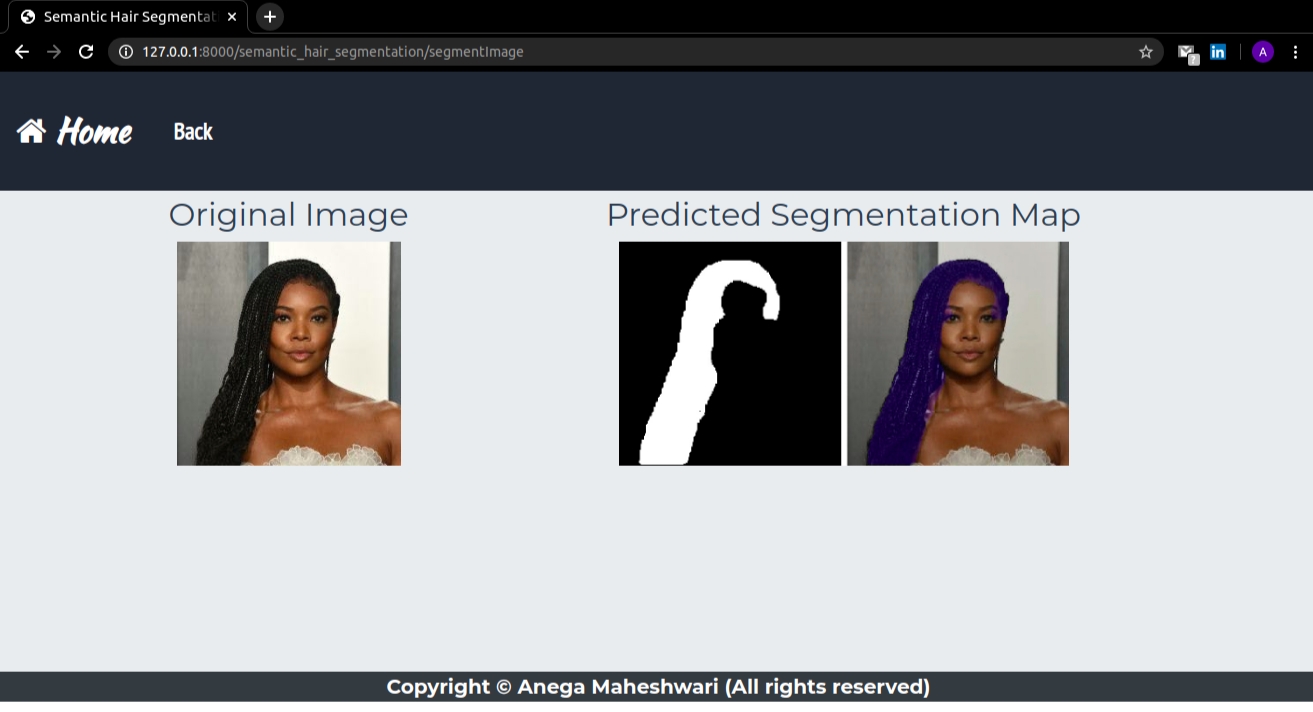 Semantic Hair Segmentat
127.0.0.1:8000/semantic_hair_segmentation/segmentImage
in
?
A
Home
Back
Original Image
Predicted Segmentation Map
Copyright © Anega Maheshwari (All rights reserved)